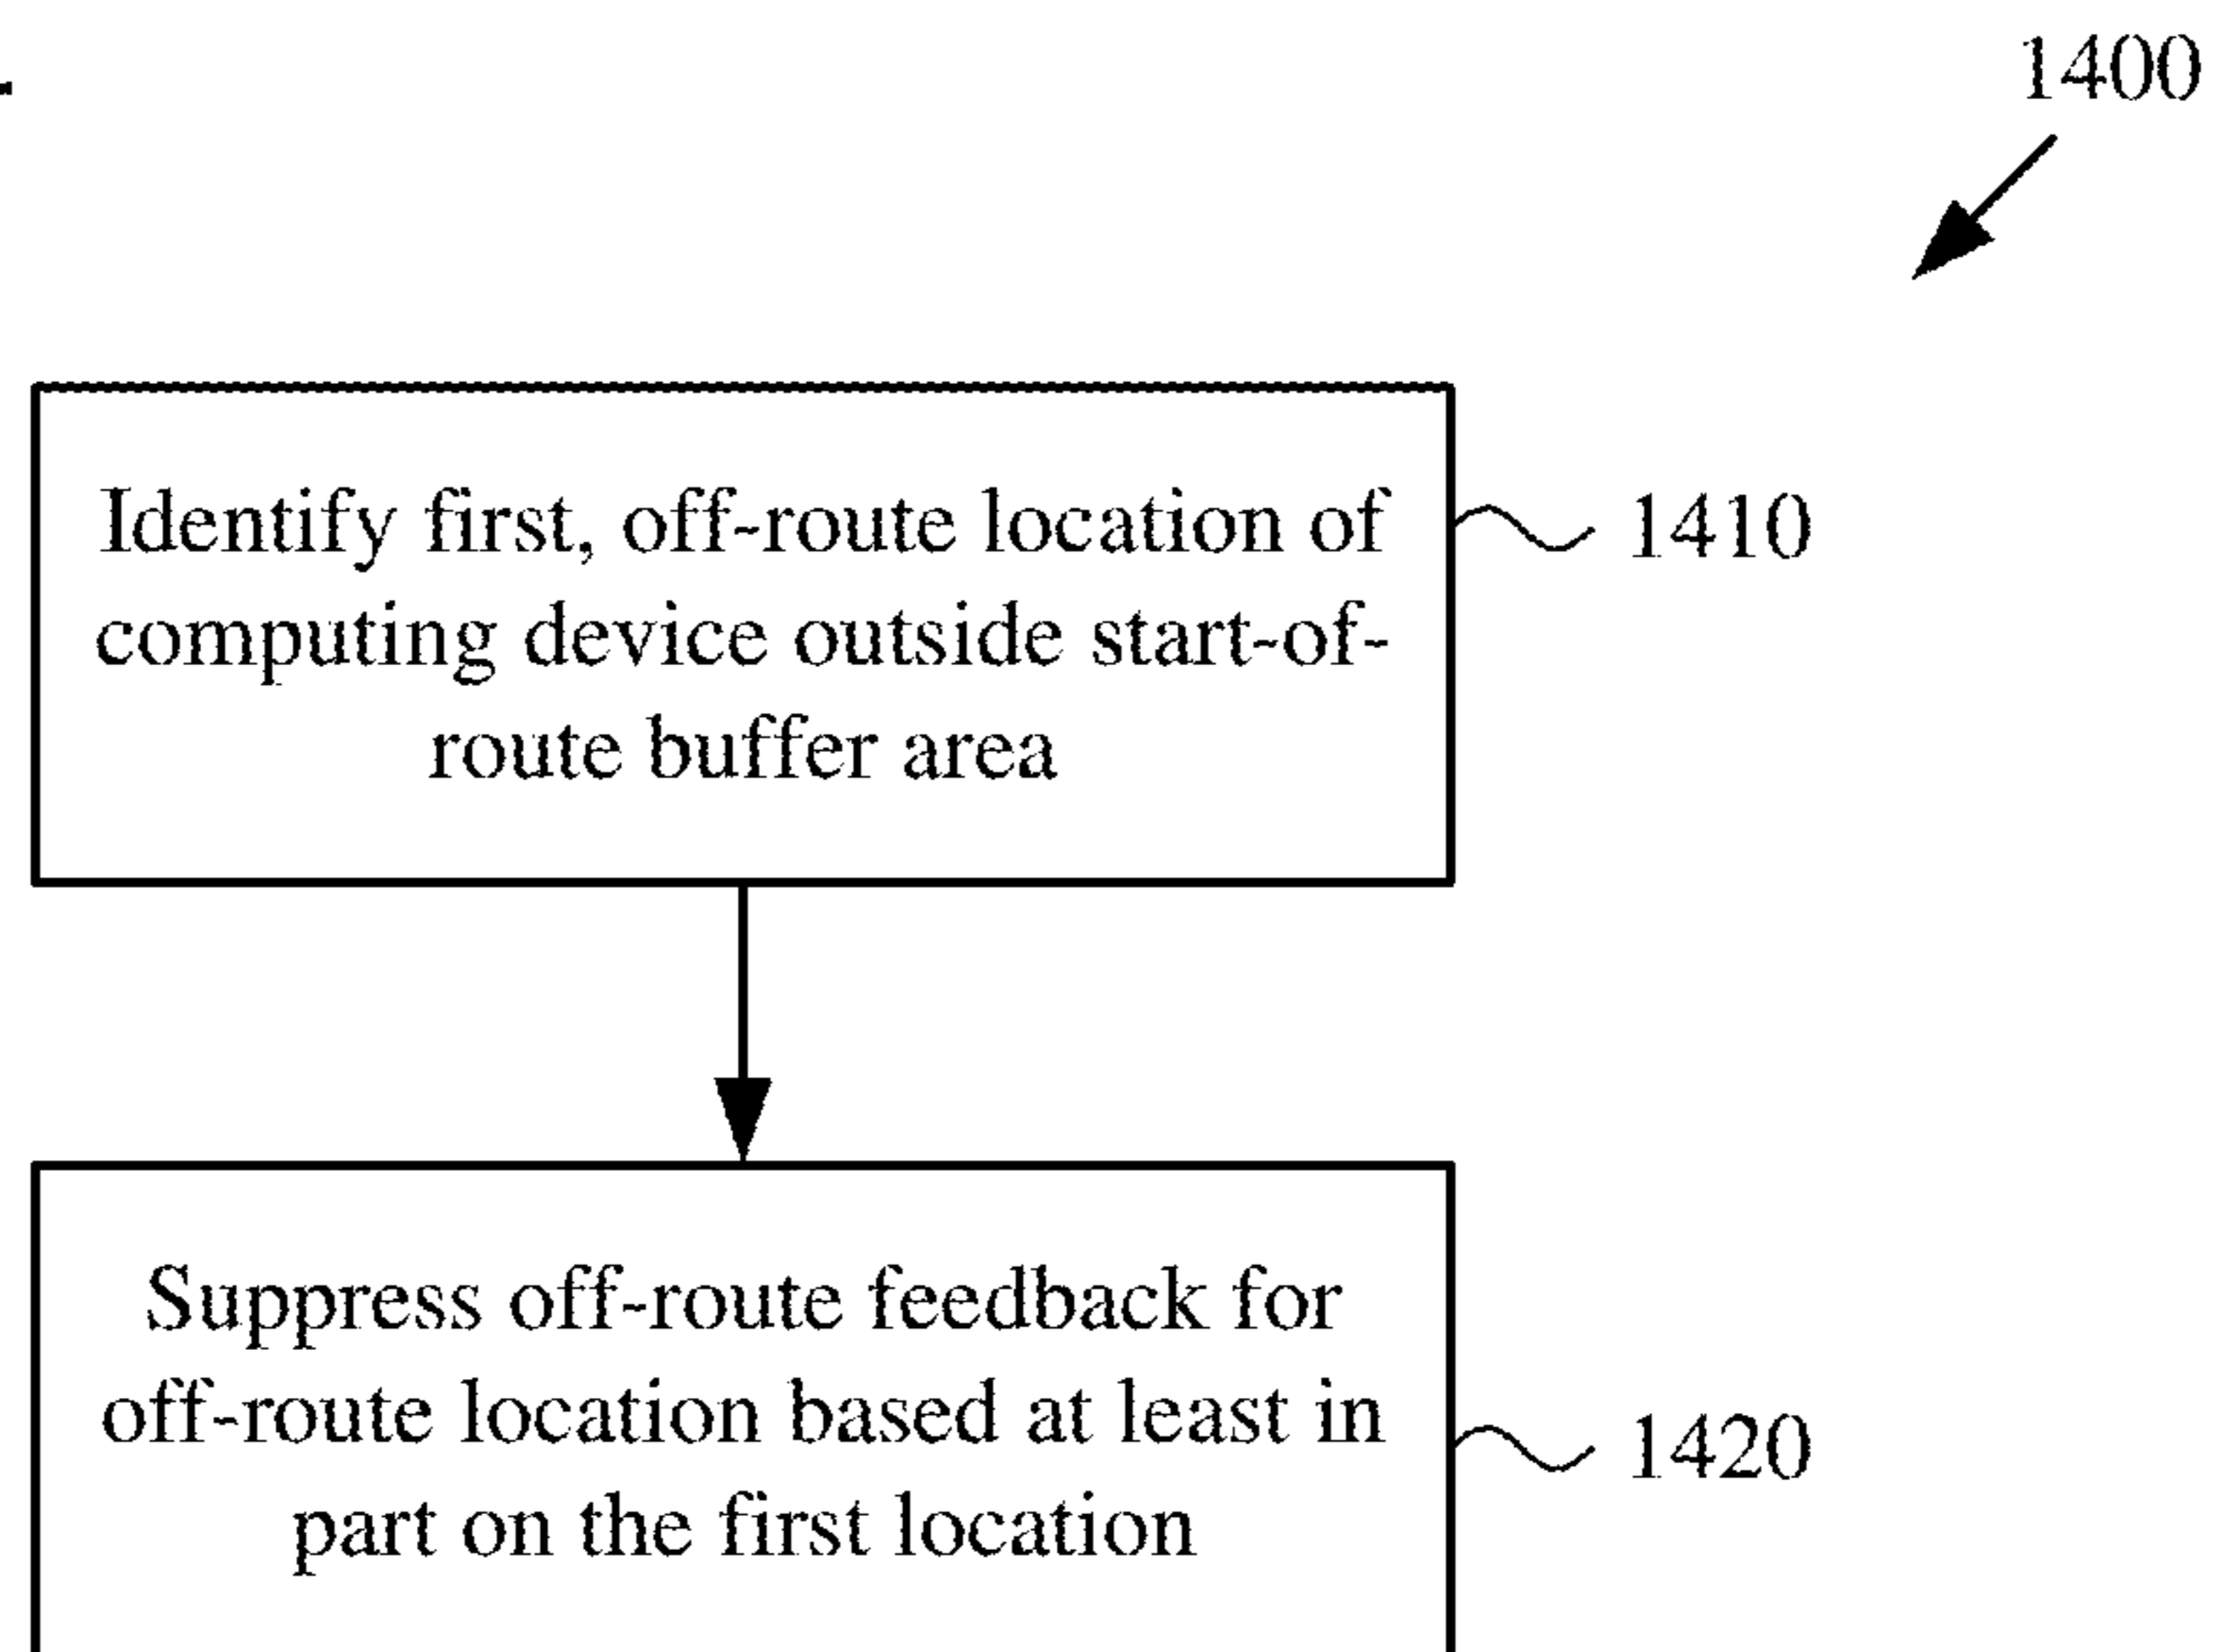 1400
Identify first, off-route location of
computing device outside start-of-
route buffer area
1410
Suppress off-route feedback for
off-route location based at least in
part on the first location
1420